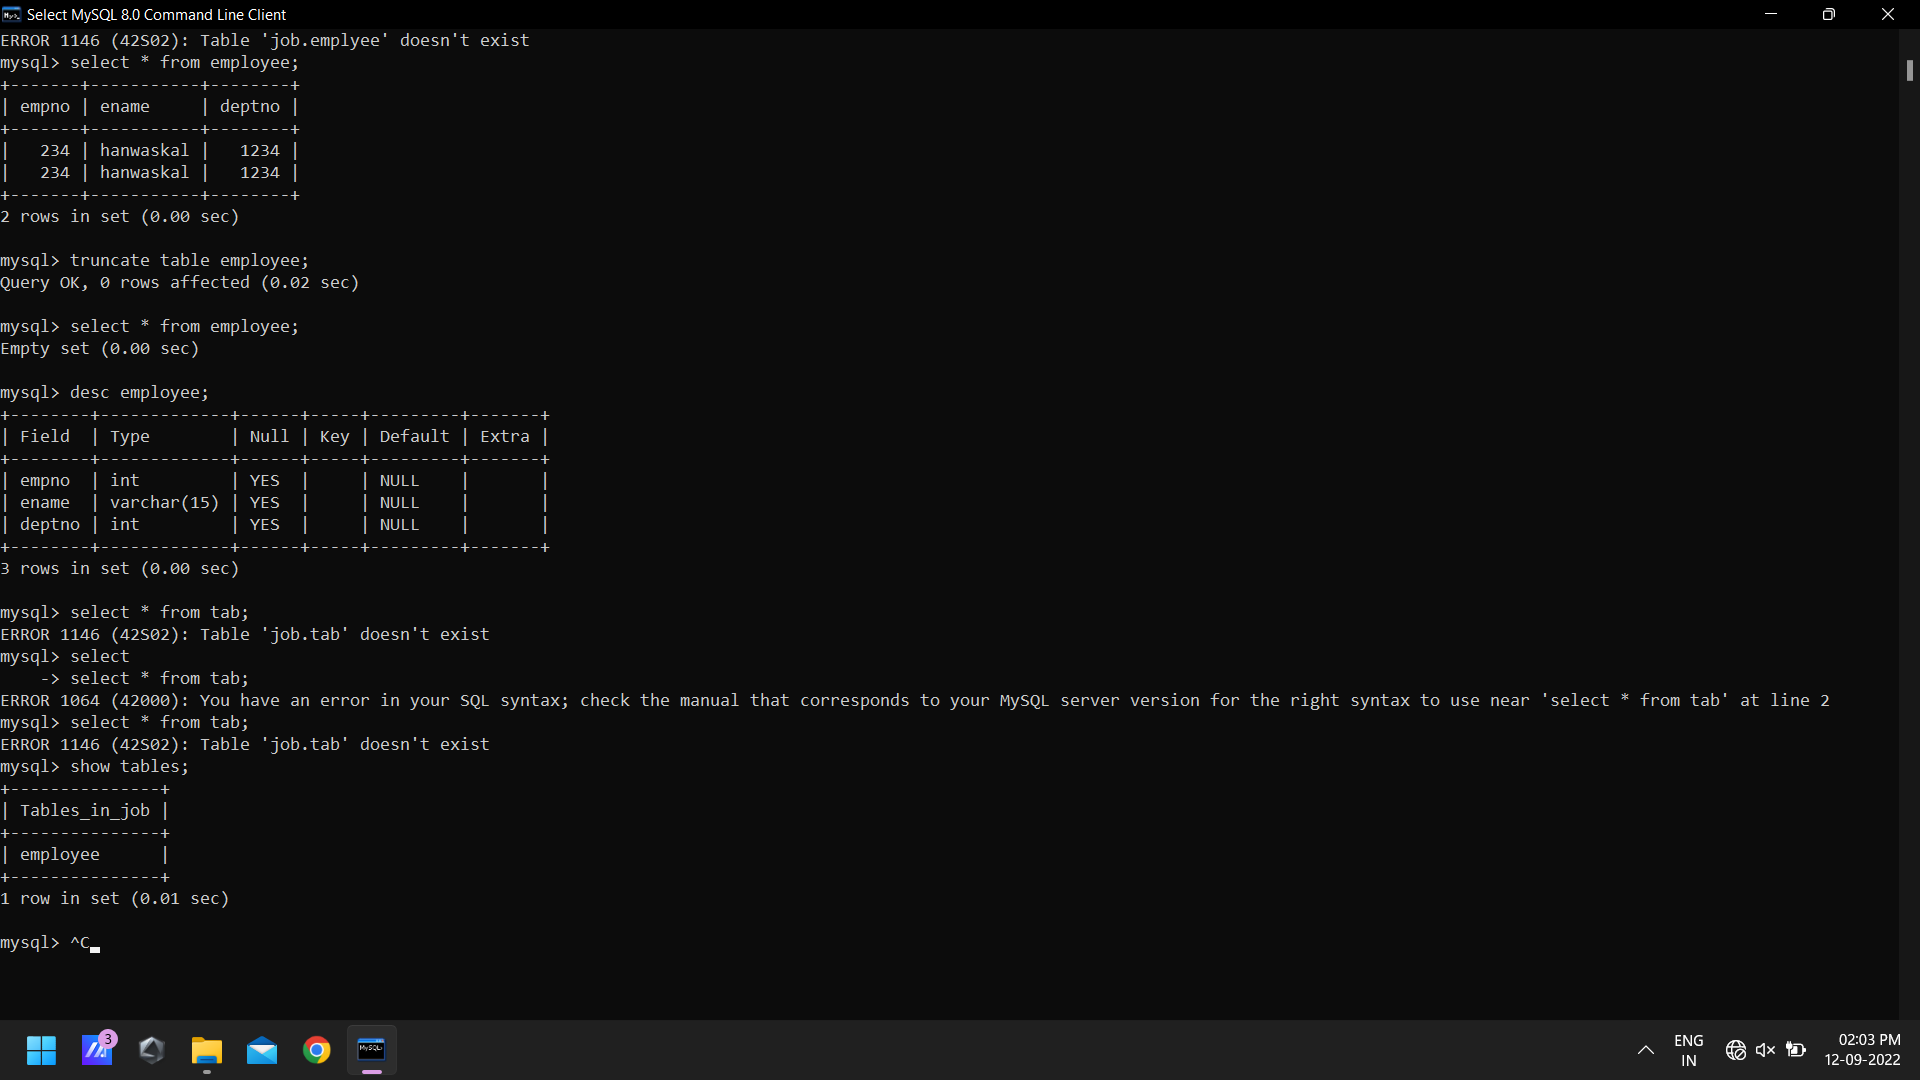 Select MySQL 8.0 Command Line Client
ERROR 1146 (42S02): Table 'job.emplyee' doesn't exist
mysql> select * from employee;
+-------+-----------+--------+
| empno | ename     | deptno |
+-------+-----------+--------+
|   234 | hanwaskal |   1234 |
|   234 | hanwaskal |   1234 |
+-------+-----------+--------+
2 rows in set (0.00 sec)

mysql> truncate table employee;
Query OK, 0 rows affected (0.02 sec)

mysql> select * from employee;
Empty set (0.00 sec)

mysql> desc employee;
+--------+-------------+------+-----+---------+-------+
| Field  | Type        | Null | Key | Default | Extra |
+--------+-------------+------+-----+---------+-------+
| empno  | int         | YES  |     | NULL    |       |
| ename  | varchar(15) | YES  |     | NULL    |       |
| deptno | int         | YES  |     | NULL    |       |
+--------+-------------+------+-----+---------+-------+
3 rows in set (0.00 sec)

mysql> select * from tab;
ERROR 1146 (42S02): Table 'job.tab' doesn't exist
mysql> select
    -> select * from tab;
ERROR 1064 (42000): You have an error in your SQL syntax; check the manual that corresponds to your MySQL server version for the right syntax to use near 'select * from tab' at line 2
mysql> select * from tab;
ERROR 1146 (42S02): Table 'job.tab' doesn't exist
mysql> show tables;
+---------------+
| Tables_in_job |
+---------------+
| employee      |
+---------------+
1 row in set (0.01 sec)

mysql> ^C
3
MySQL>
ENG
IN
02:03 PM
12-09-2022